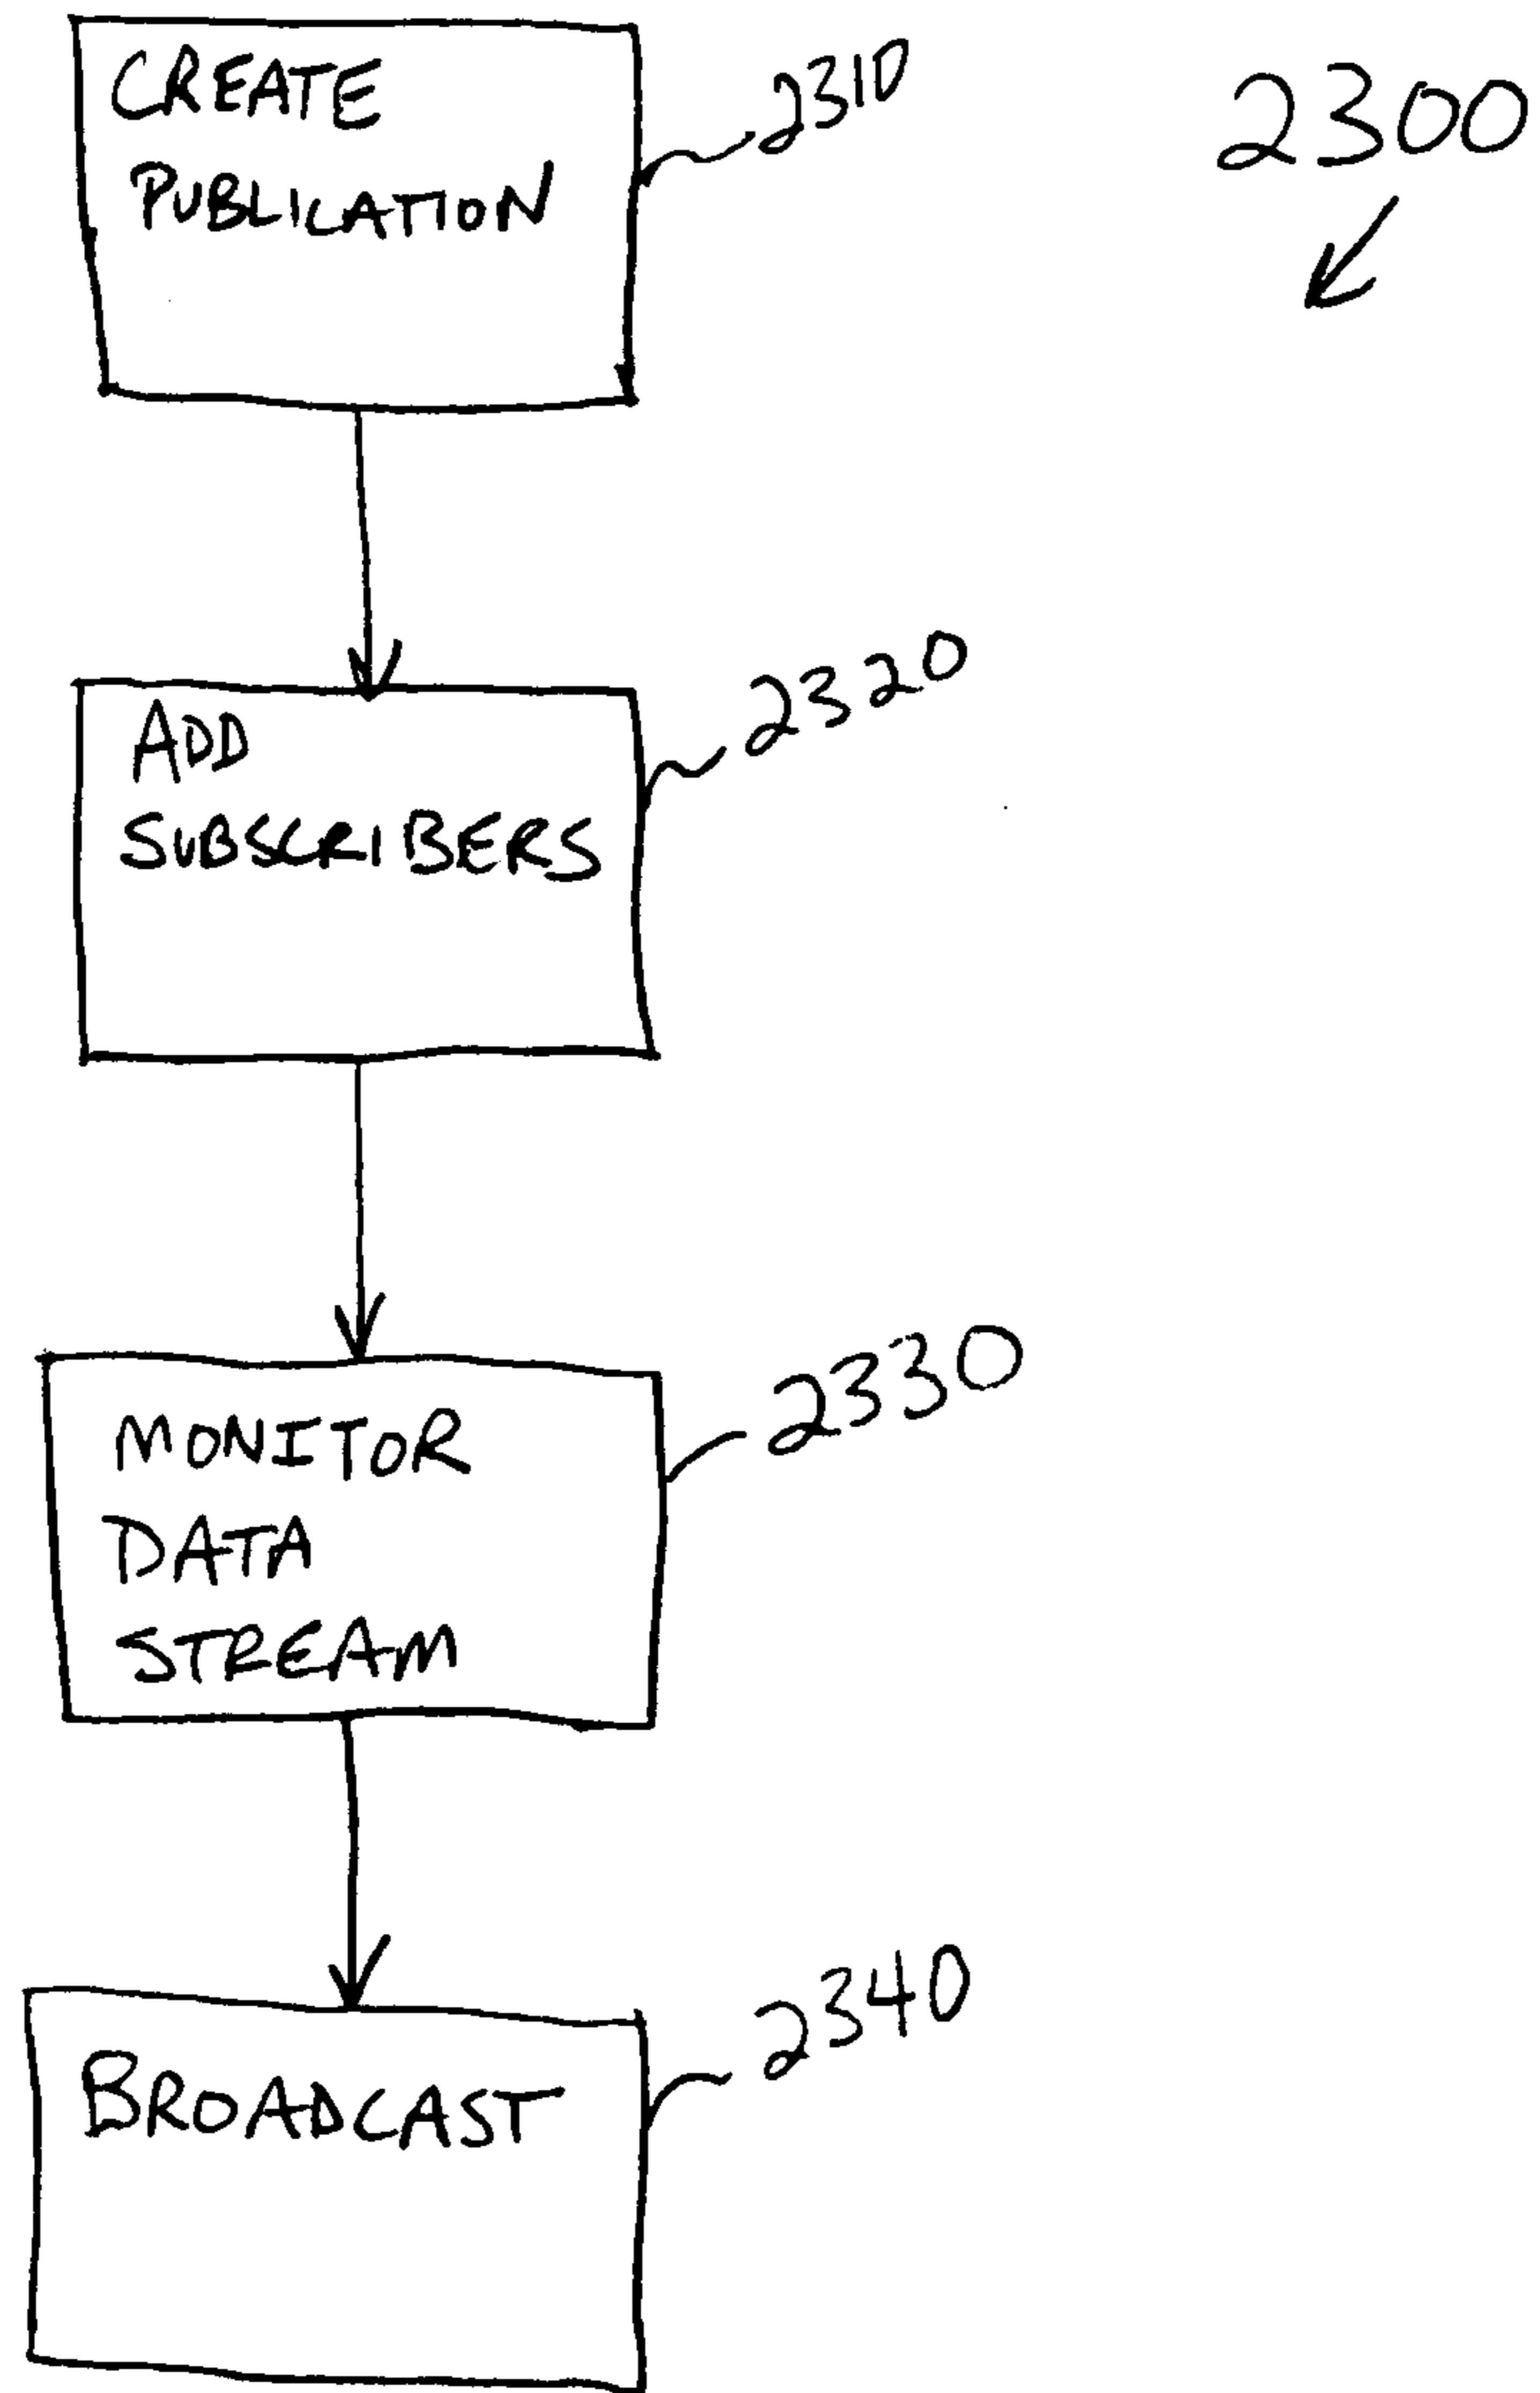 CREATE
PUBLICATION
2310
2300
ADD
SUBSCRIBERS
2320
MONITOR
DATA
STREAM
2330
BROADCAST
2340